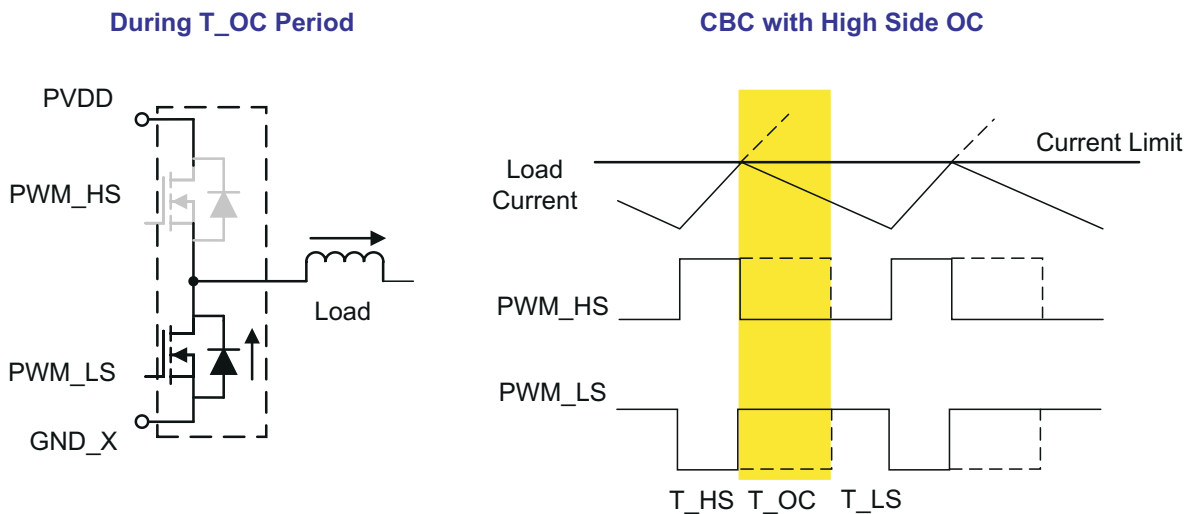 During T_OC Period
CBC with High Side OC
PVDD
PWM_HS
Load
PWM_LS
GND_X
Current Limit
Load
Current
PWM_HS
PWM_LS
T_HS T_OC T_LS